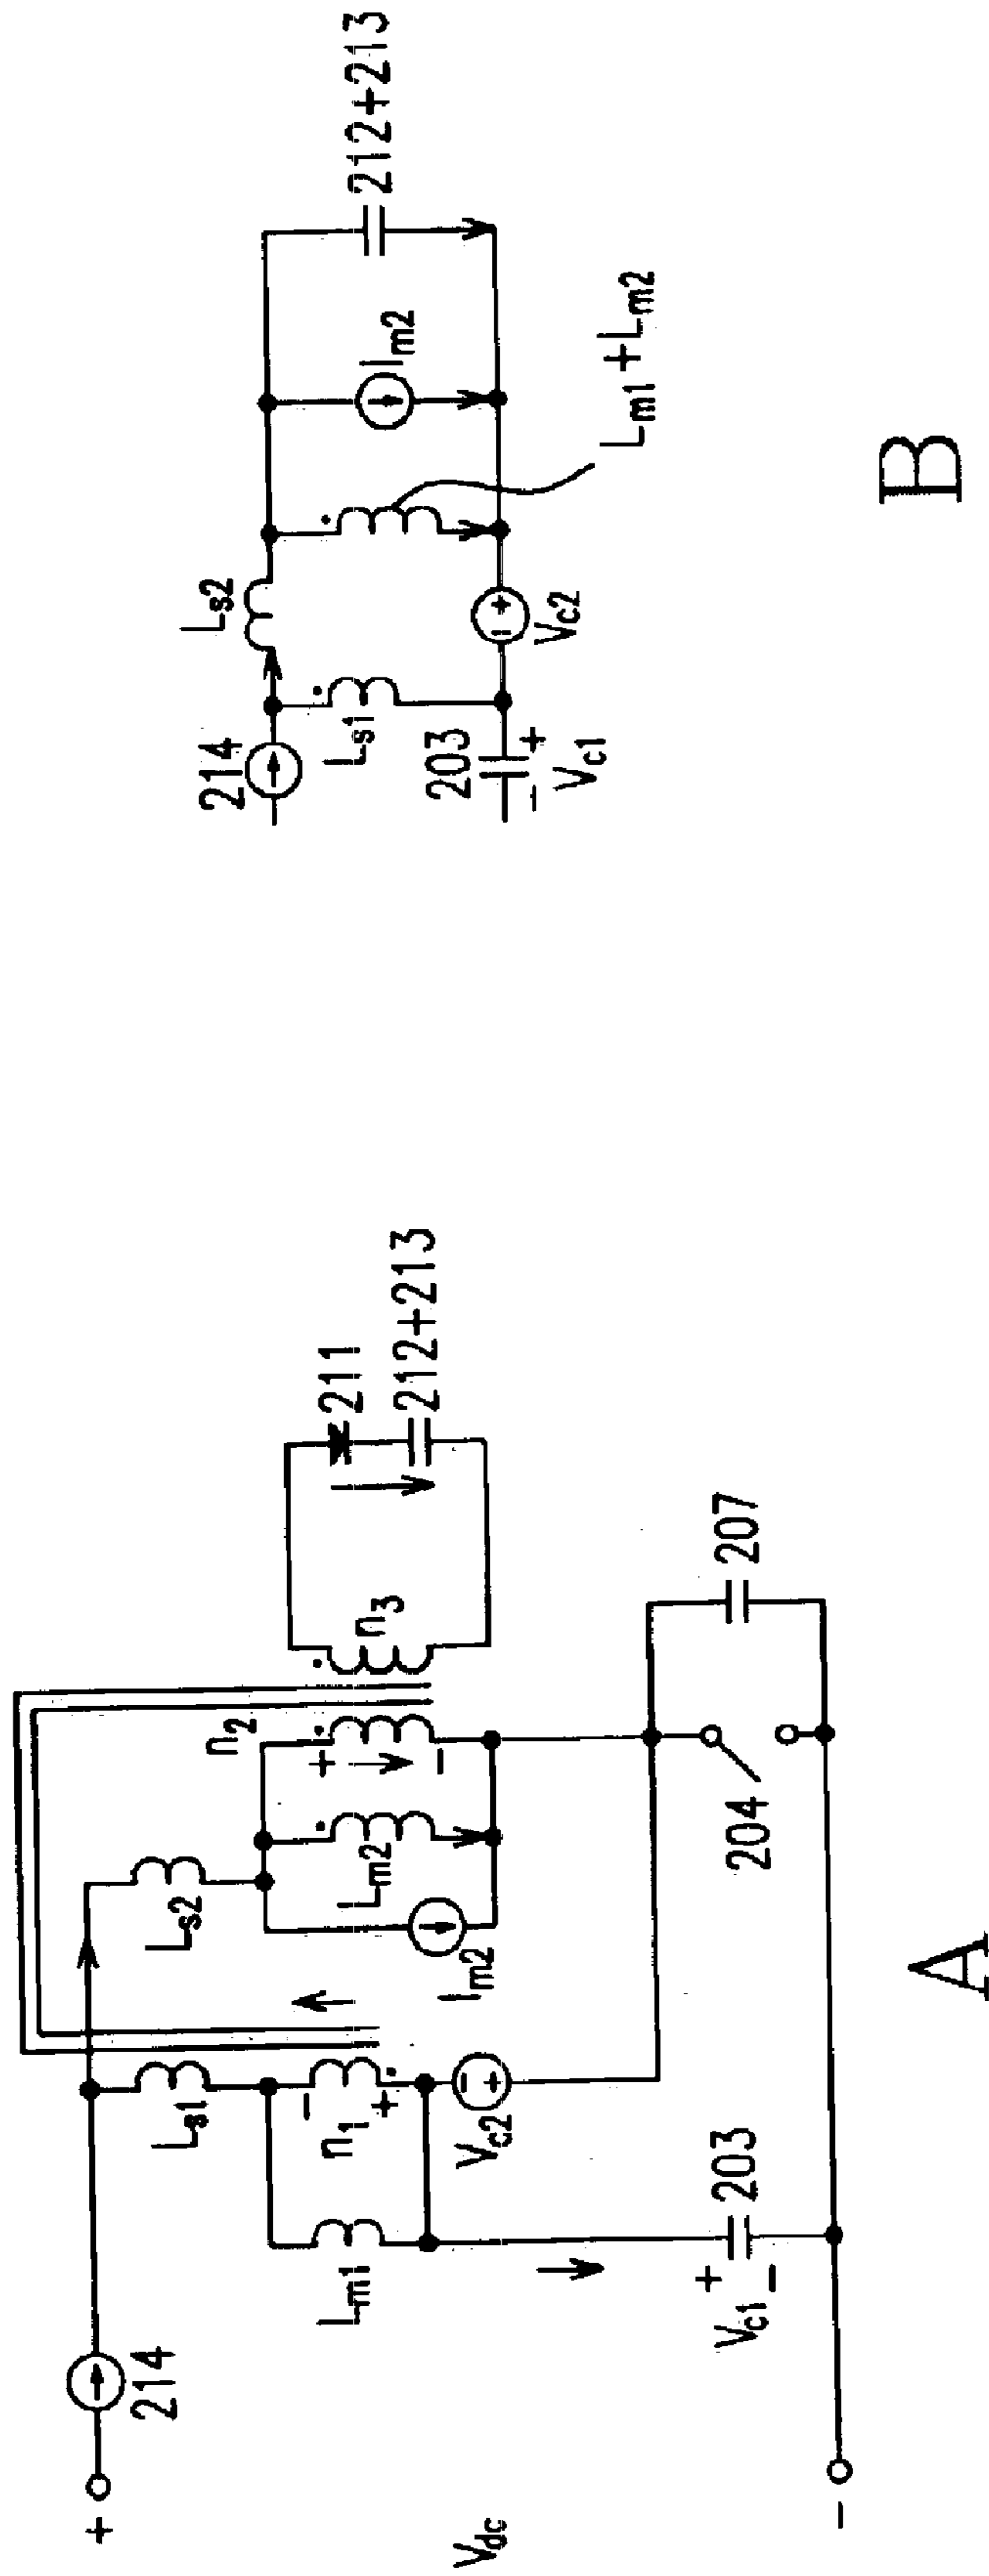 +
V_dc
-
214
L_s1
L_m1
n_1
-
+
V_c2
-
+
V_c1
+
-
203
L_s2
I_m2
L_m2
n_2
+
-
n_3
211
212+213
204
207
A
214
L_s1
L_s2
203
-
+
V_c1
V_c2
-
+
I_m2
L_m1+L_m2
212+213
B